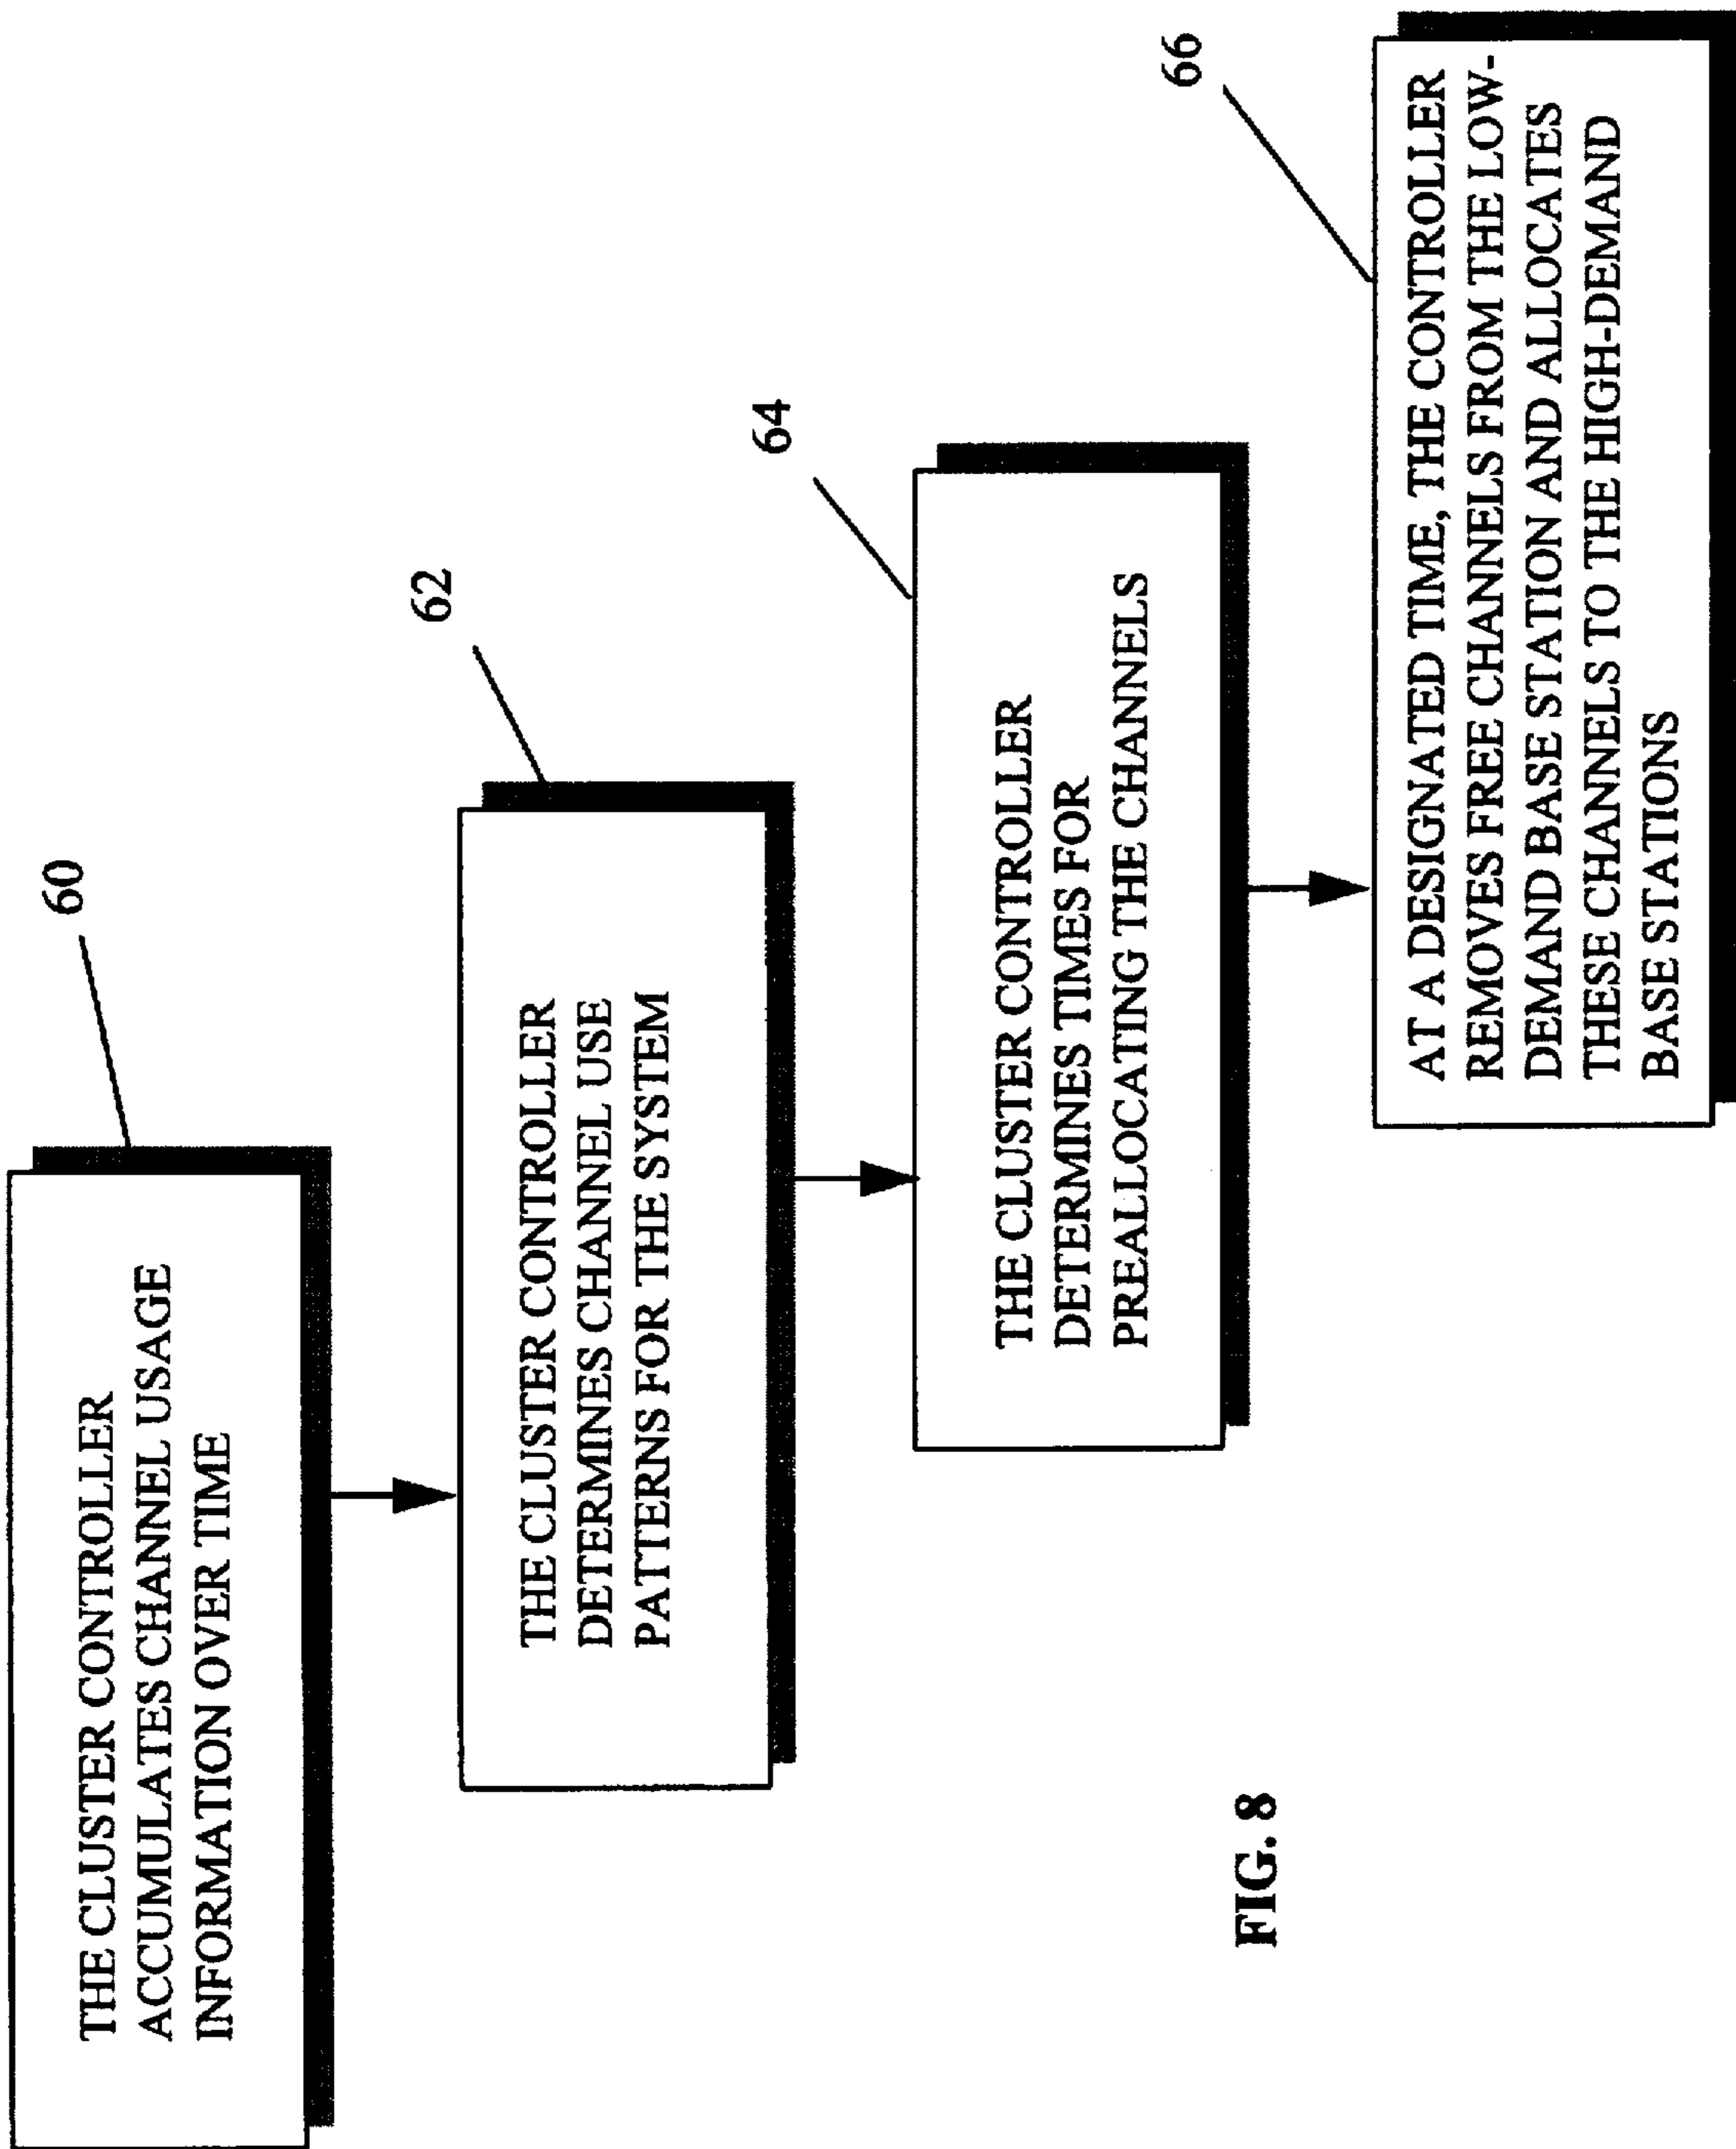 60
THE CLUSTER CONTROLLER
ACCUMULATES CHANNEL USAGE
INFORMATION OVER TIME
62
THE CLUSTER CONTROLLER
DETERMINES CHANNEL USE
PATTERNS FOR THE SYSTEM
64
THE CLUSTER CONTROLLER
DETERMINES TIMES FOR
PREALLOCATING THE CHANNELS
66
AT A DESIGNATED TIME, THE CONTROLLER
REMOVES FREE CHANNELS FROM THE LOW-
DEMAND BASE STATION AND ALLOCATES
THESE CHANNELS TO THE HIGH-DEMAND
BASE STATIONS
FIG. 8